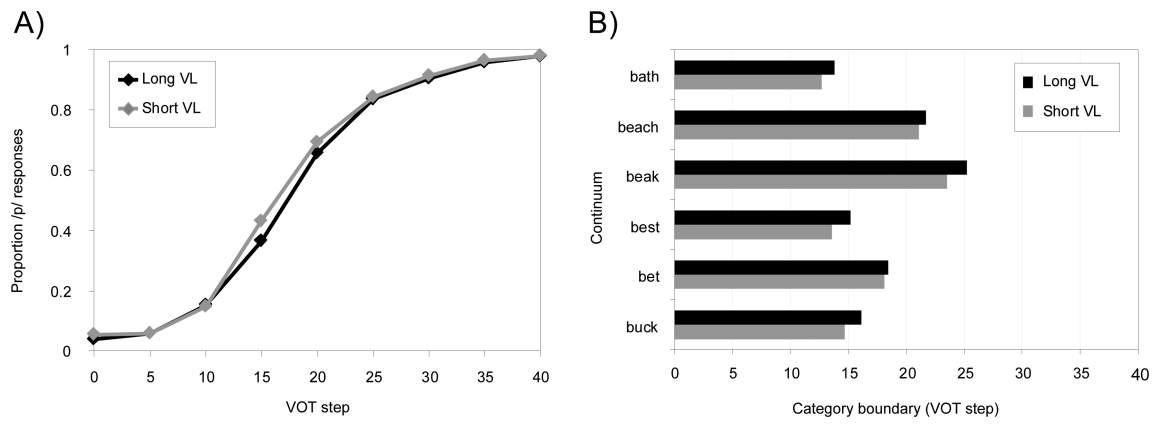 A)
Proportion /p/ responses
1
0.8
0.6
0.4
0.2
0
Long VL
Short VL
0 5 10 15 20 25 30 35 40
VOT step
B)
Continuum
bath
beach
beak
best
bet
buck
Long VL
Short VL
0 5 10 15 20 25 30 35 40
Category boundary (VOT step)